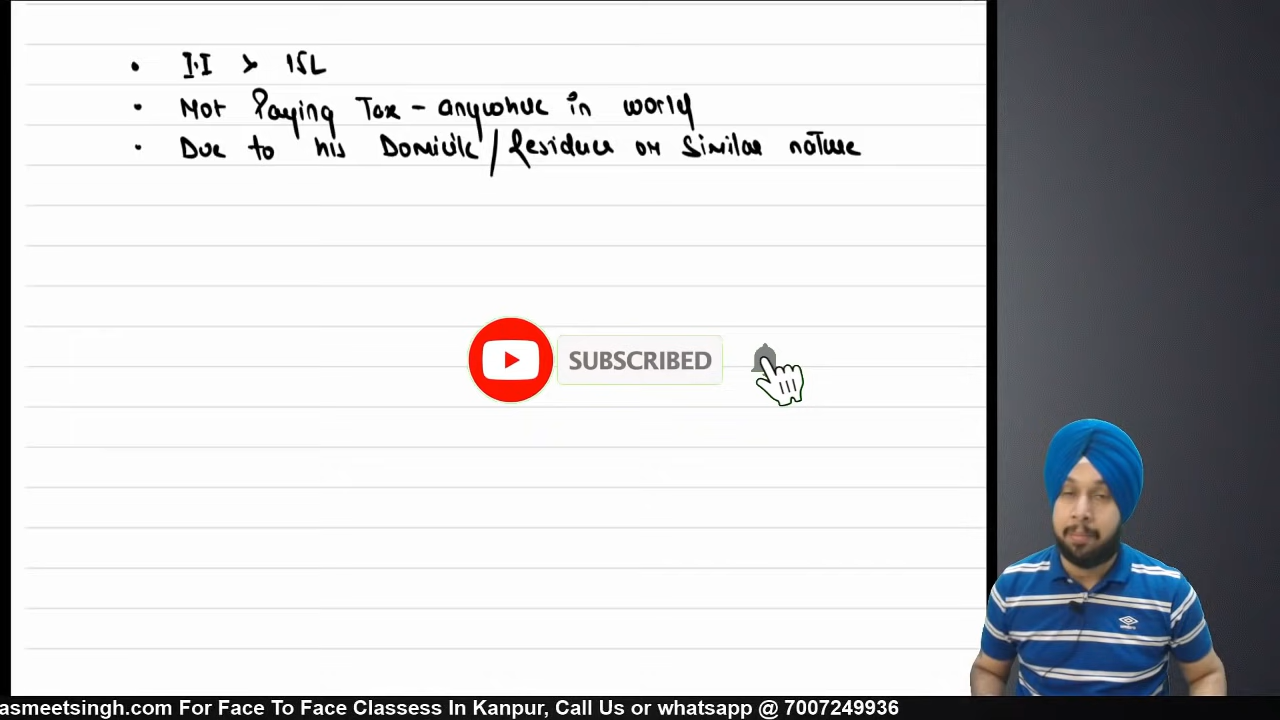 • I.I > 15L
• Not Paying Tax - anywhere in world
• Due to his Domicile / Residence or Similar nature
SUBSCRIBED
asmeetsingh.com For Face To Face Classess In Kanpur, Call Us or whatsapp @ 7007249936
umbro